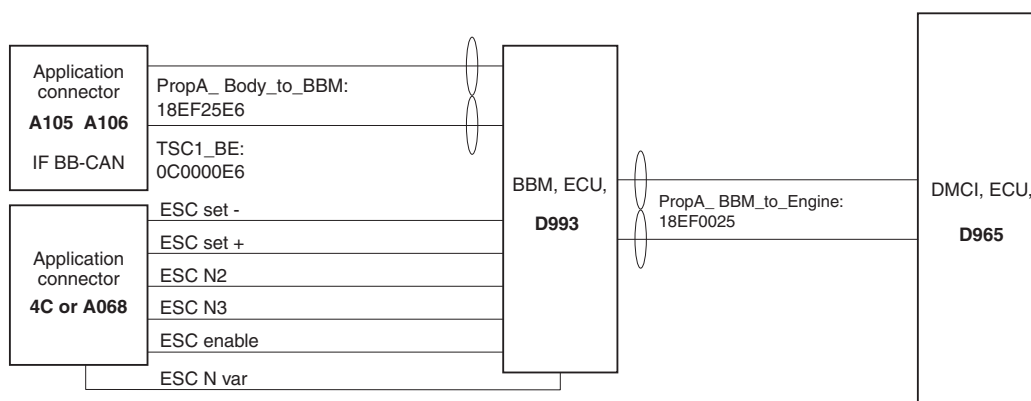 Application
connector
A105 A106
IF BB-CAN
PropA_ Body_to_BBM:
18EF25E6
TSC1_BE:
0C0000E6
Application
connector
4C or A068
ESC set -
ESC set +
ESC N2
ESC N3
ESC enable
ESC N var
BBM, ECU,
D993
PropA_ BBM_to_Engine:
18EF0025
DMCI, ECU,
D965